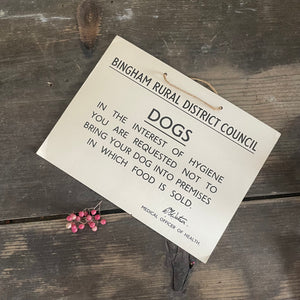 BINGHAM RURAL DISTRICT COUNCIL
DOGS
IN THE INTEREST OF HYGIENE
YOU ARE REQUESTED NOT TO
BRING YOUR DOG INTO PREMISES
IN WHICH FOOD IS SOLD.
MEDICAL OFFICER OF HEALTH.